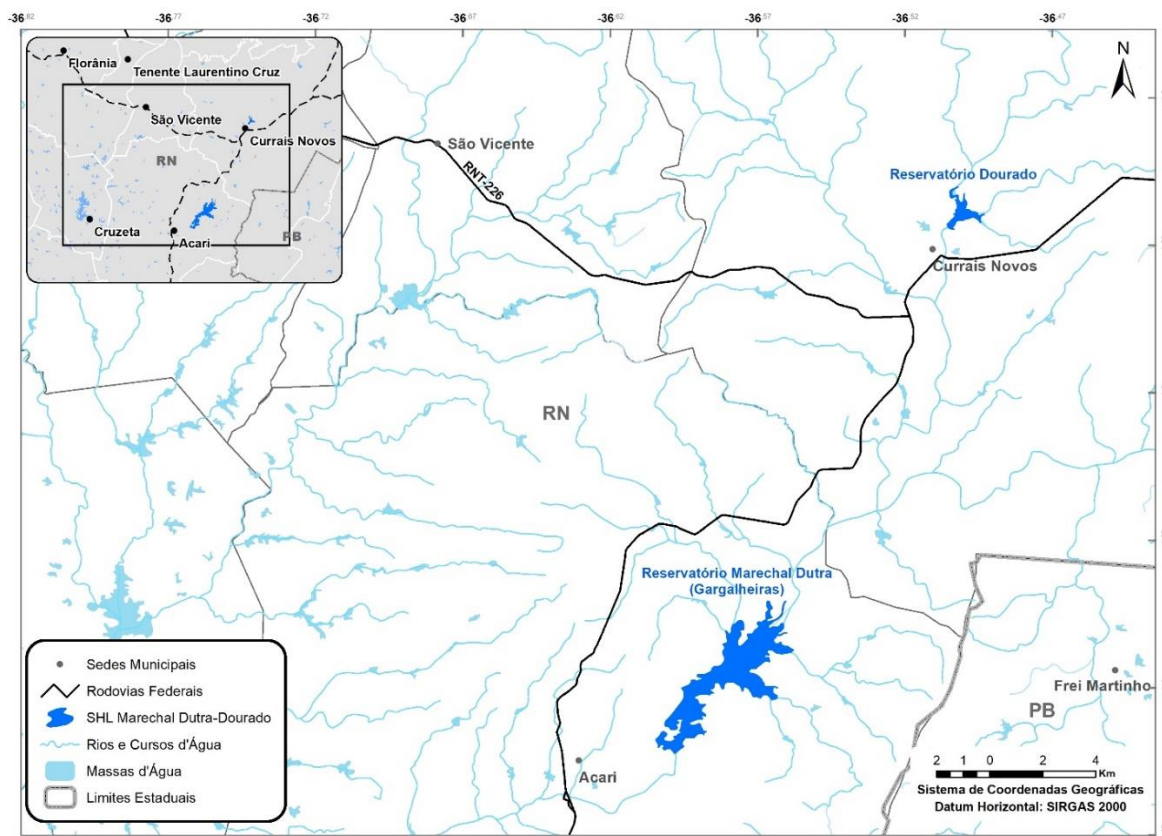 -36.82
-36.77
-36.72
-36.67
-36.62
-36.57
-36.52
-36.47
Florânia
Tenente Laurentino Cruz
São Vicente
Currais Novos
RN
Cruzeta
Acari
PB
N
São Vicente
RNT-226
Reservatório Dourado
Currais Novos
RN
Reservatório Marechal Dutra
(Gargalheiras)
Frei Martinho
PB
Acari
Sedes Municipais
Rodovias Federais
SHL Marechal Dutra-Dourado
Rios e Cursos d'Água
Massas d'Água
Limites Estaduais
2 1 0 2 4
Km
Sistema de Coordenadas Geográficas
Datum Horizontal: SIRGAS 2000